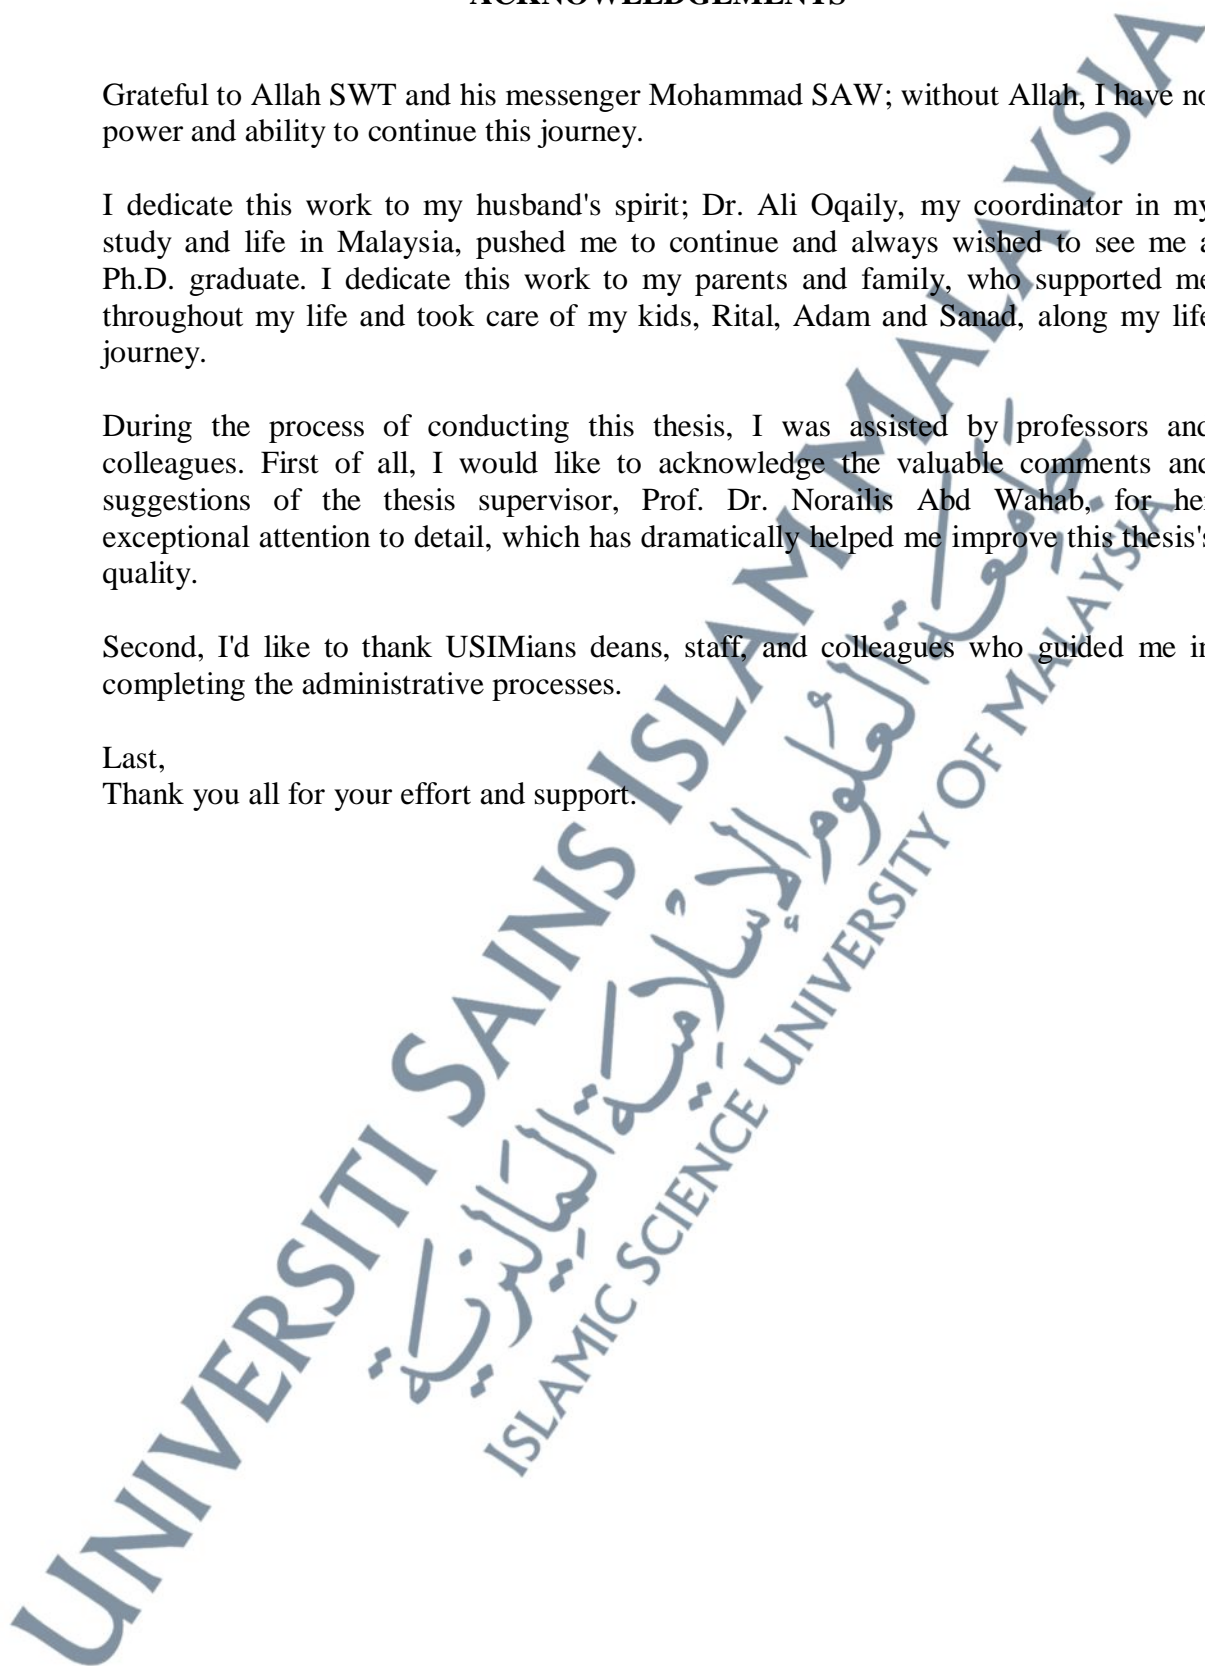 ACKNOWLEDGEMENTS
Grateful to Allah SWT and his messenger Mohammad SAW; without Allah, I have no
power and ability to continue this journey.
I dedicate this work to my husband's spirit; Dr. Ali Oqaily, my coordinator in my
study and life in Malaysia, pushed me to continue and always wished to see me a
Ph.D. graduate. I dedicate this work to my parents and family, who supported me
throughout my life and took care of my kids, Rital, Adam and Sanad, along my life
journey.
During the process of conducting this thesis, I was assisted by professors and
colleagues. First of all, I would like to acknowledge the valuable comments and
suggestions of the thesis supervisor, Prof. Dr. Norailis Abd Wahab, for her
exceptional attention to detail, which has dramatically helped me improve this thesis's
quality.
Second, I'd like to thank USIMians deans, staff, and colleagues who guided me in
completing the administrative processes.
Last,
Thank you all for your effort and support.
UNIVERSITI SAINS ISLAM MALAYSIA
جامعة العلوم الإسلامية الماليزية
ISLAMIC SCIENCE UNIVERSITY OF MALAYSIA